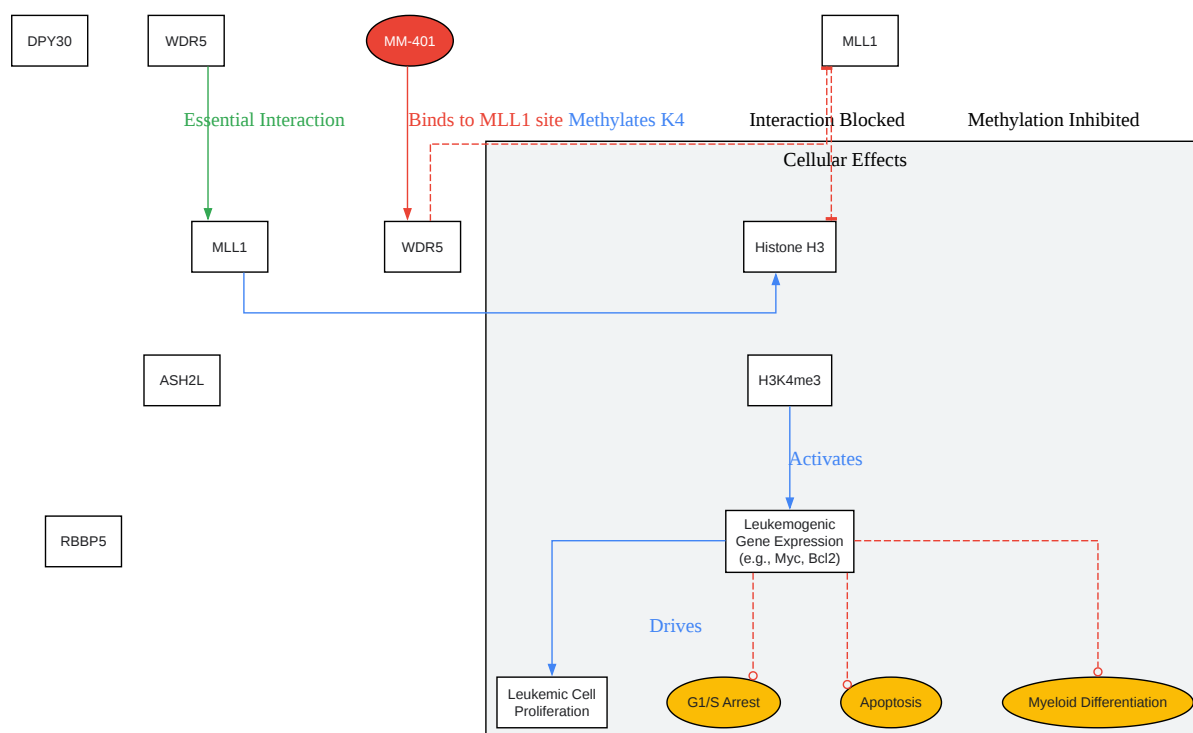 DPY30
WDR5
MM-401
MLL1
Essential Interaction
Binds to MLL1 site
Methylates K4
Interaction Blocked
Methylation Inhibited
Cellular Effects
MLL1
WDR5
Histone H3
ASH2L
H3K4me3
Activates
RBBP5
Leukemogenic
Gene Expression
(e.g., Myc, Bcl2)
Drives
Leukemic Cell
Proliferation
G1/S Arrest
Apoptosis
Myeloid Differentiation